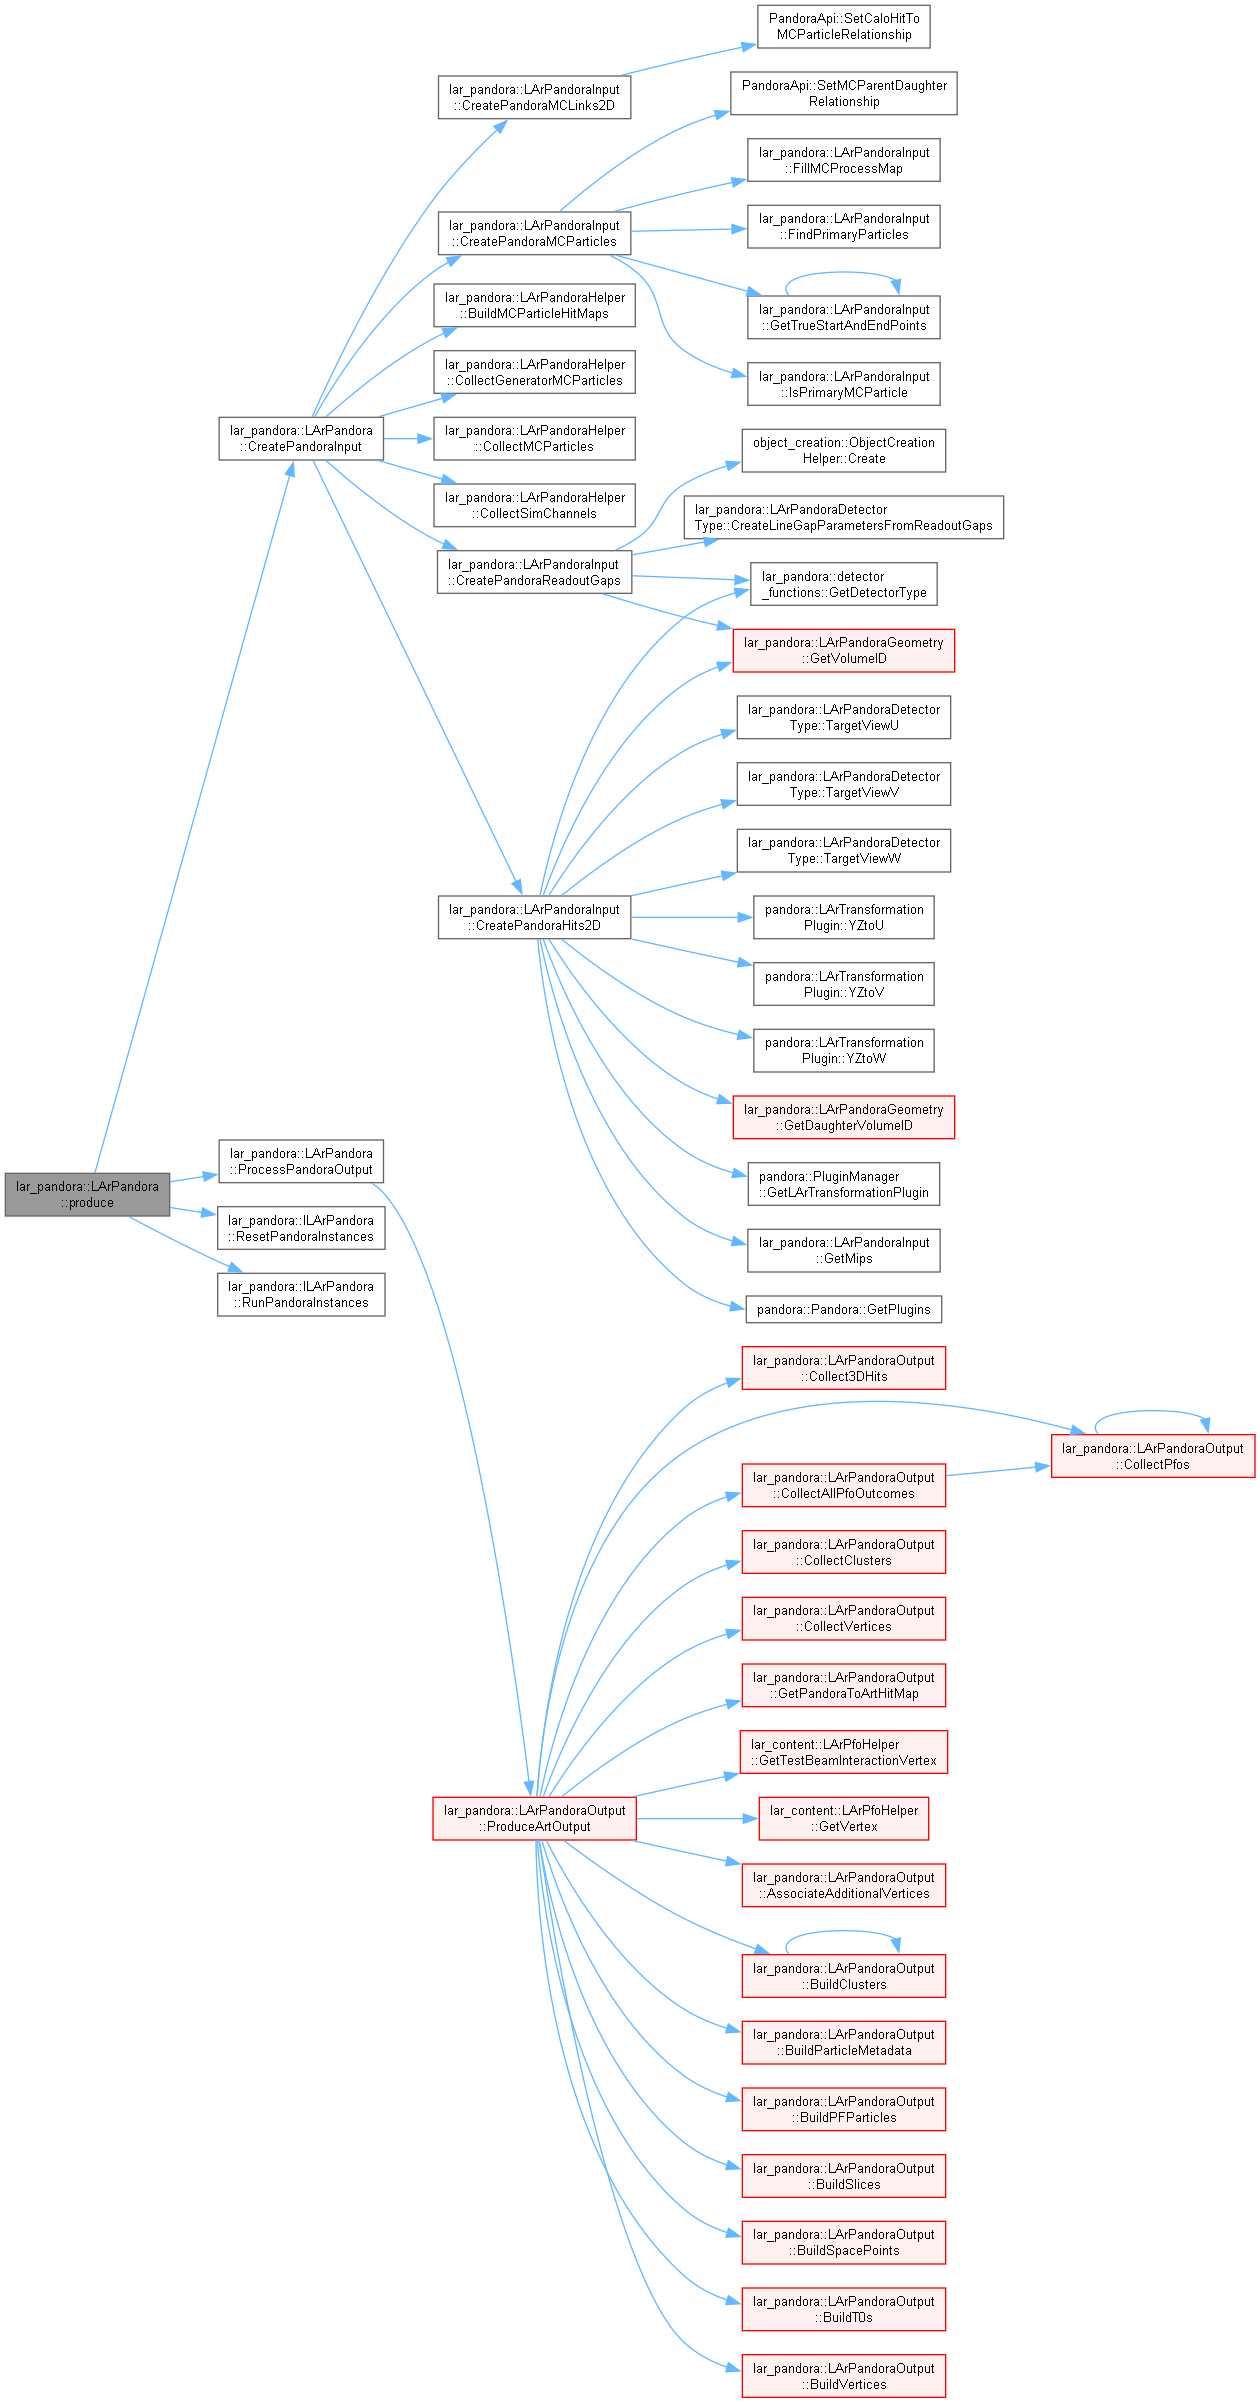 PandoraApi::SetCaloHitTo
MCParticleRelationship
lar_pandora::LArPandoraInput
::CreatePandoraMCLinks2D
PandoraApi::SetMCParentDaughter
Relationship
lar_pandora::LArPandoraInput
::FillMCProcessMap
lar_pandora::LArPandoraInput
::CreatePandoraMCParticles
lar_pandora::LArPandoraInput
::FindPrimaryParticles
lar_pandora::LArPandoraHelper
::BuildMCParticleHitMaps
lar_pandora::LArPandoraInput
::GetTrueStartAndEndPoints
lar_pandora::LArPandoraHelper
::CollectGeneratorMCParticles
lar_pandora::LArPandoraInput
::IsPrimaryMCParticle
lar_pandora::LArPandora
::CreatePandoraInput
lar_pandora::LArPandoraHelper
::CollectMCParticles
object_creation::ObjectCreation
Helper::Create
lar_pandora::LArPandoraHelper
::CollectSimChannels
lar_pandora::LArPandoraDetector
Type::CreateLineGapParametersFromReadoutGaps
lar_pandora::LArPandoraInput
::CreatePandoraReadoutGaps
lar_pandora::detector
_functions::GetDetectorType
lar_pandora::LArPandoraGeometry
::GetVolumeID
lar_pandora::LArPandoraDetector
Type::TargetViewU
lar_pandora::LArPandoraDetector
Type::TargetViewV
lar_pandora::LArPandoraDetector
Type::TargetViewW
lar_pandora::LArPandoraInput
::CreatePandoraHits2D
pandora::LArTransformation
Plugin::YZtoU
pandora::LArTransformation
Plugin::YZtoV
pandora::LArTransformation
Plugin::YZtoW
lar_pandora::LArPandoraGeometry
::GetDaughterVolumeID
lar_pandora::LArPandora
::ProcessPandoraOutput
pandora::PluginManager
::GetLArTransformationPlugin
lar_pandora::LArPandora
::produce
lar_pandora::ILArPandora
::ResetPandoraInstances
lar_pandora::LArPandoraInput
::GetMips
lar_pandora::ILArPandora
::RunPandoraInstances
pandora::Pandora::GetPlugins
lar_pandora::LArPandoraOutput
::Collect3DHits
lar_pandora::LArPandoraOutput
::CollectPfos
lar_pandora::LArPandoraOutput
::CollectAllPfoOutcomes
lar_pandora::LArPandoraOutput
::CollectClusters
lar_pandora::LArPandoraOutput
::CollectVertices
lar_pandora::LArPandoraOutput
::GetPandoraToArtHitMap
lar_content::LArPfoHelper
::GetTestBeamInteractionVertex
lar_pandora::LArPandoraOutput
::ProduceArtOutput
lar_content::LArPfoHelper
::GetVertex
lar_pandora::LArPandoraOutput
::AssociateAdditionalVertices
lar_pandora::LArPandoraOutput
::BuildClusters
lar_pandora::LArPandoraOutput
::BuildParticleMetadata
lar_pandora::LArPandoraOutput
::BuildPFParticles
lar_pandora::LArPandoraOutput
::BuildSlices
lar_pandora::LArPandoraOutput
::BuildSpacePoints
lar_pandora::LArPandoraOutput
::BuildT0s
lar_pandora::LArPandoraOutput
::BuildVertices